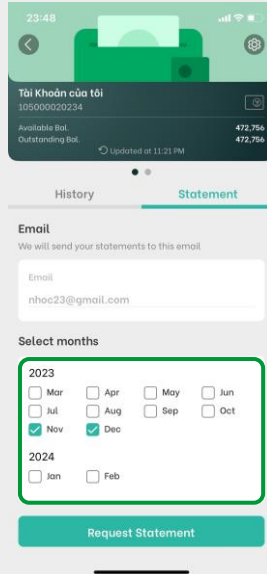 23:48
Tài Khoản của tôi
105000020234
Available Bal. 472,756
Outstanding Bal. 472,756
Updated at 11:21 PM
History Statement
Email
We will send your statements to this email
Email
nhoc23@gmail.com
Select months
2023
Mar Apr May Jun
Jul Aug Sep Oct
Nov Dec
2024
Jan Feb
Request Statement